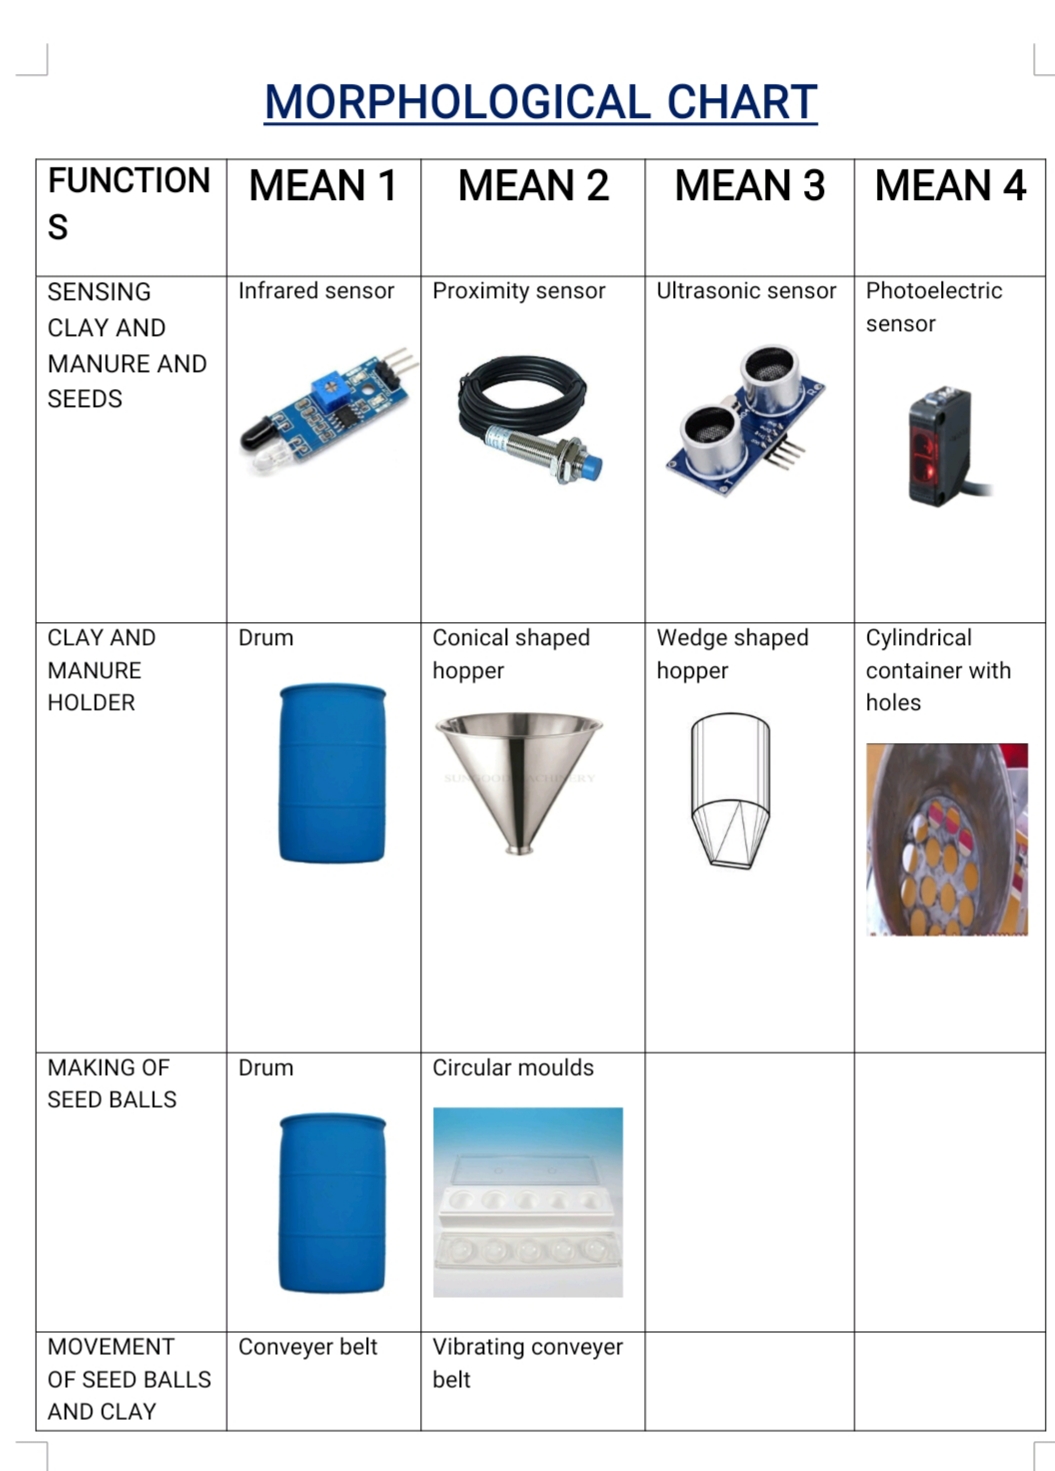 MORPHOLOGICAL CHART
FUNCTION
S
MEAN 1
MEAN 2
MEAN 3
MEAN 4
SENSING
CLAY AND
MANURE AND
SEEDS
Infrared sensor
Proximity sensor
Ultrasonic sensor
Photoelectric
sensor
CLAY AND
MANURE
HOLDER
Drum
Conical shaped
hopper
Wedge shaped
hopper
Cylindrical
container with
holes
MAKING OF
SEED BALLS
Drum
Circular moulds
MOVEMENT
OF SEED BALLS
AND CLAY
Conveyer belt
Vibrating conveyer
belt